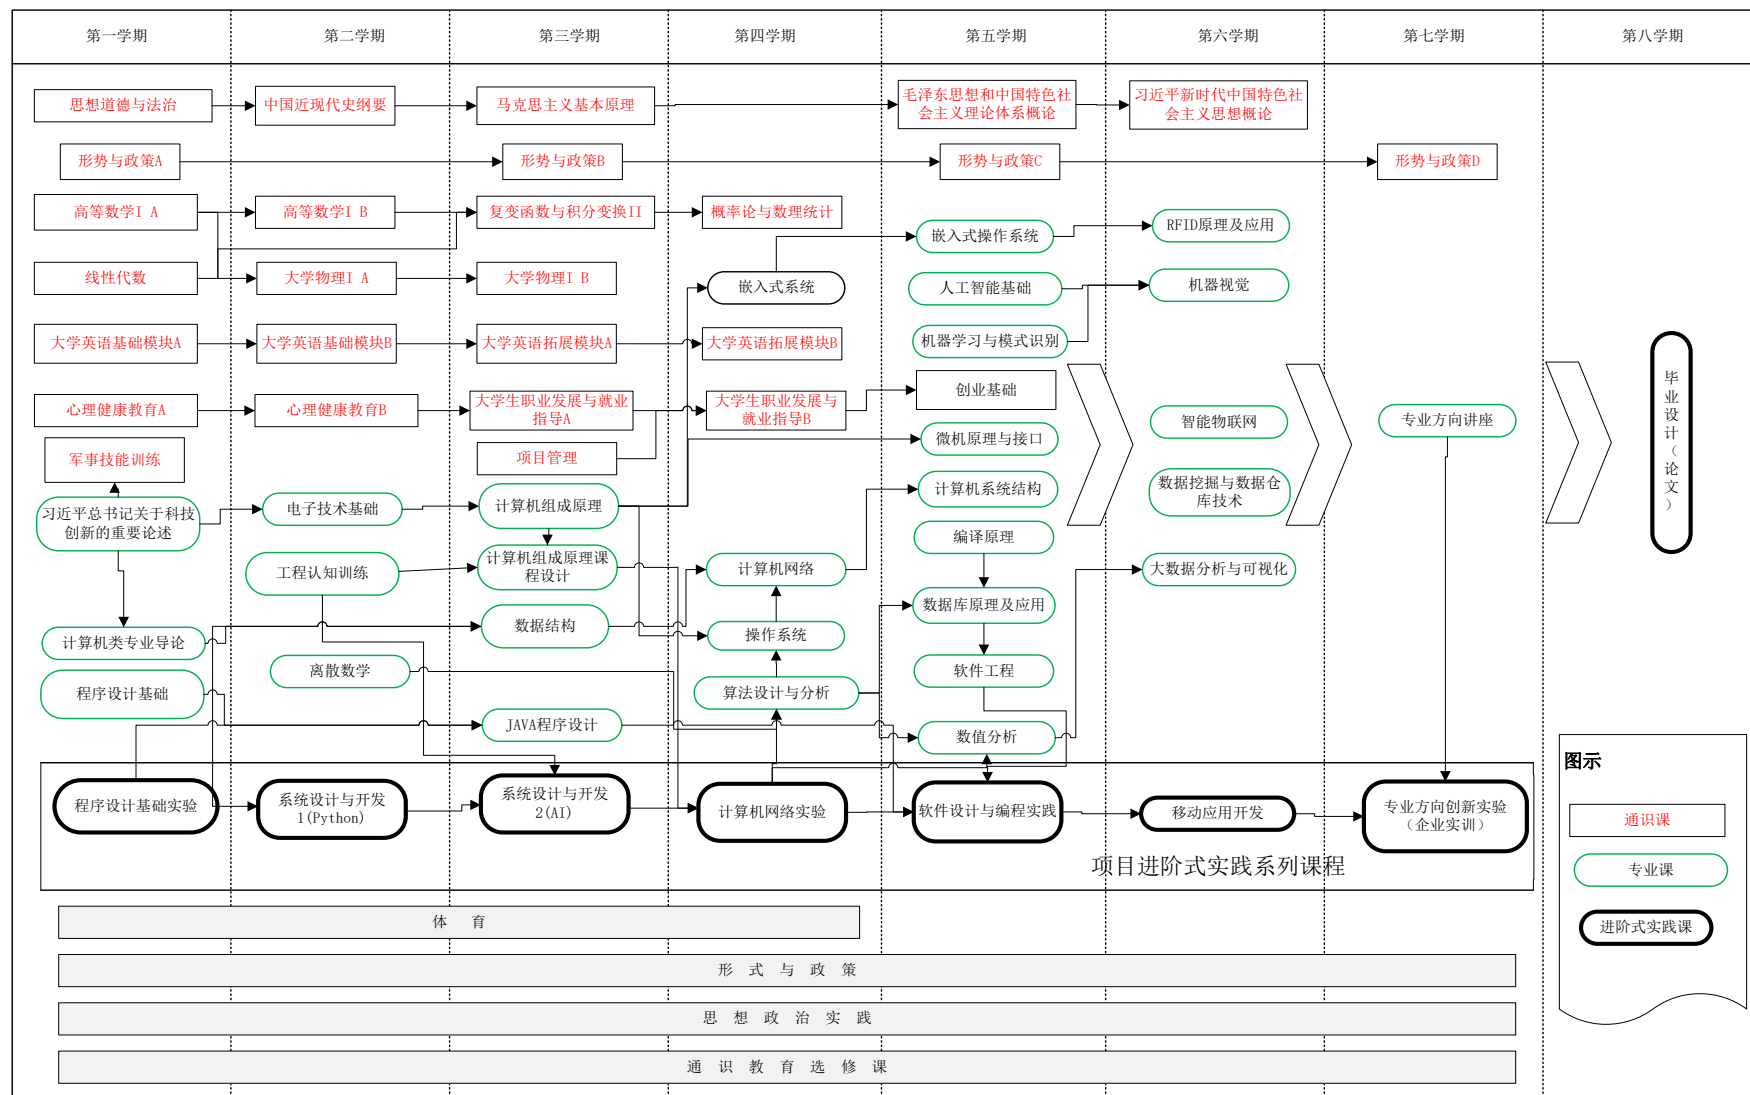 第一学期
第二学期
第三学期
第四学期
第五学期
第六学期
第七学期
第八学期
思想道德与法治
中国近现代史纲要
马克思主义基本原理
毛泽东思想和中国特色社
会主义理论体系概论
习近平新时代中国特色社
会主义思想概论
形势与政策A
形势与政策B
形势与政策C
形势与政策D
高等数学I A
高等数学I B
复变函数与积分变换II
概率论与数理统计
嵌入式操作系统
RFID原理及应用
线性代数
大学物理I A
大学物理I B
嵌入式系统
人工智能基础
机器视觉
大学英语基础模块A
大学英语基础模块B
大学英语拓展模块A
大学英语拓展模块B
机器学习与模式识别
毕业设计（论文）
心理健康教育A
心理健康教育B
大学生职业发展与就业
指导A
大学生职业发展与
就业指导B
创业基础
智能物联网
专业方向讲座
军事技能训练
项目管理
微机原理与接口
习近平总书记关于科技
创新的重要论述
电子技术基础
计算机组成原理
计算机系统结构
数据挖掘与数据仓
库技术
工程认知训练
计算机组成原理课
程设计
计算机网络
编译原理
大数据分析与可视化
计算机类专业导论
数据结构
操作系统
数据库原理及应用
离散数学
软件工程
程序设计基础
算法设计与分析
JAVA程序设计
数值分析
程序设计基础实验
系统设计与开发
1(Python)
系统设计与开发
2(AI)
计算机网络实验
软件设计与编程实践
移动应用开发
专业方向创新实验
（企业实训）
项目进阶式实践系列课程
图示
通识课
专业课
进阶式实践课
体 育
形 式 与 政 策
思 想 政 治 实 践
通 识 教 育 选 修 课